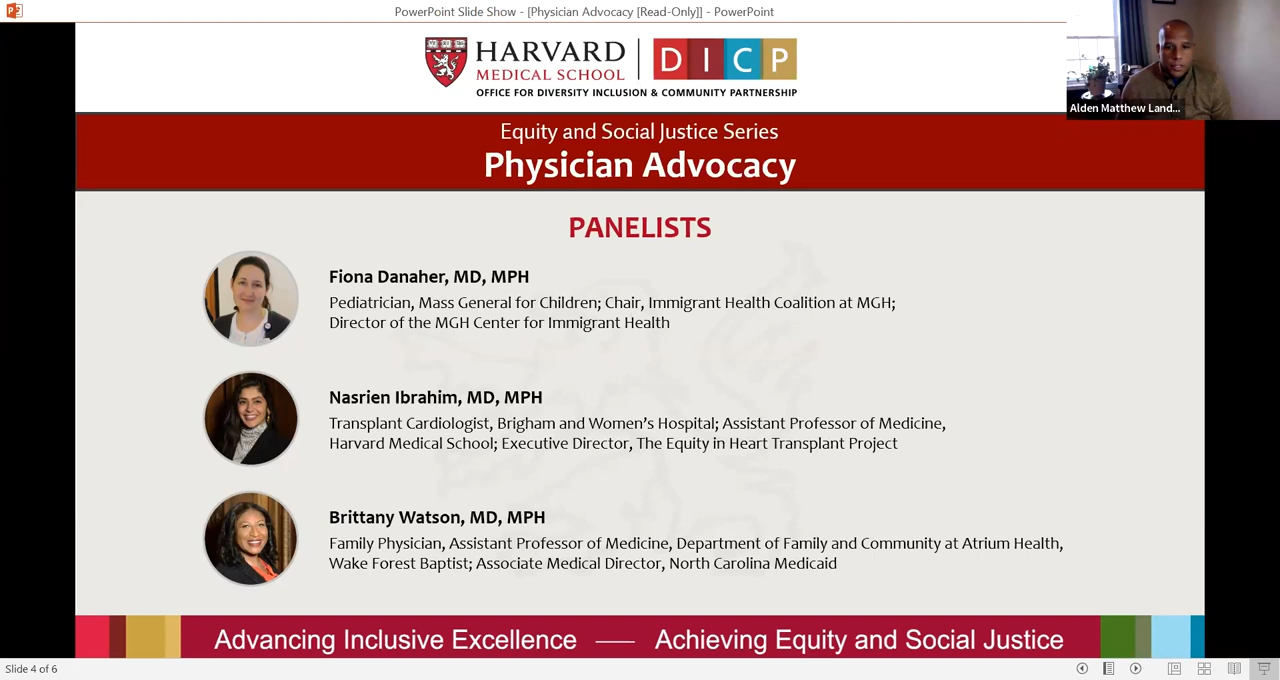 PowerPoint Slide Show - [Physician Advocacy [Read-Only]] - PowerPoint
HARVARD
MEDICAL SCHOOL
DICP
OFFICE FOR DIVERSITY INCLUSION & COMMUNITY PARTNERSHIP
Alden Matthew Land...
Equity and Social Justice Series
Physician Advocacy
PANELISTS
Fiona Danaher, MD, MPH
Pediatrician, Mass General for Children; Chair, Immigrant Health Coalition at MGH;
Director of the MGH Center for Immigrant Health
Nasrien Ibrahim, MD, MPH
Transplant Cardiologist, Brigham and Women’s Hospital; Assistant Professor of Medicine,
Harvard Medical School; Executive Director, The Equity in Heart Transplant Project
Brittany Watson, MD, MPH
Family Physician, Assistant Professor of Medicine, Department of Family and Community at Atrium Health,
Wake Forest Baptist; Associate Medical Director, North Carolina Medicaid
Advancing Inclusive Excellence —— Achieving Equity and Social Justice
Slide 4 of 6